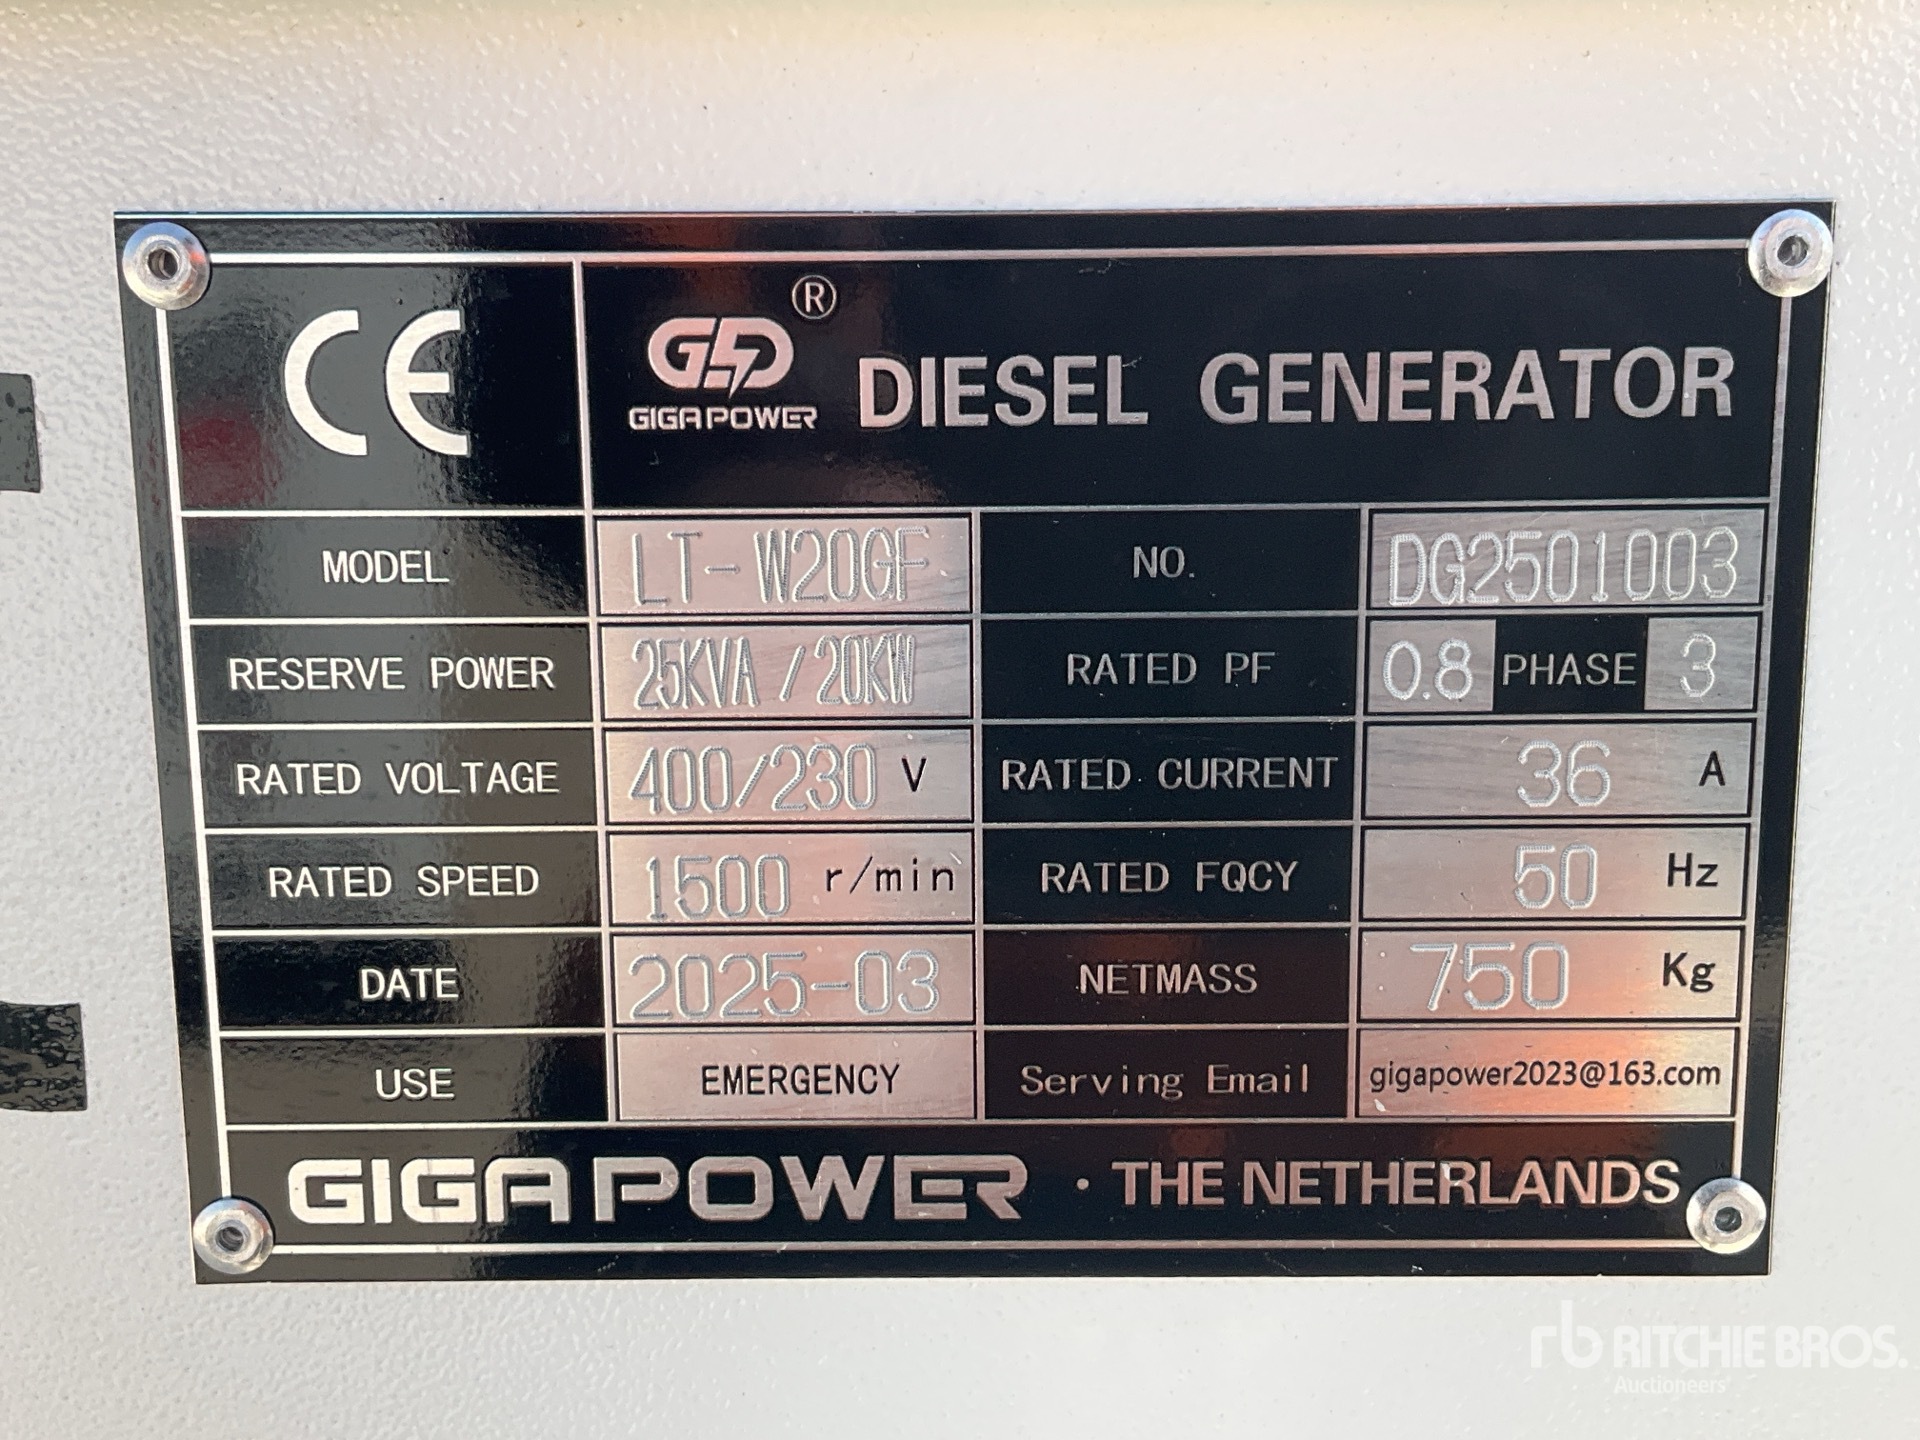 CE
GD ®
GIGAPOWER
DIESEL GENERATOR
MODEL LT-W20GF NO. DG2501003
RESERVE POWER 25KVA/20KW RATED PF 0.8 PHASE 3
RATED VOLTAGE 400/230 V RATED CURRENT 36 A
RATED SPEED 1500 r/min RATED FQCY 50 Hz
DATE 2025-03 NETMASS 750 Kg
USE EMERGENCY Serving Email gigapower2023@163.com
GIGAPOWER · THE NETHERLANDS
rb RITCHIE BROS.
Auctioneers